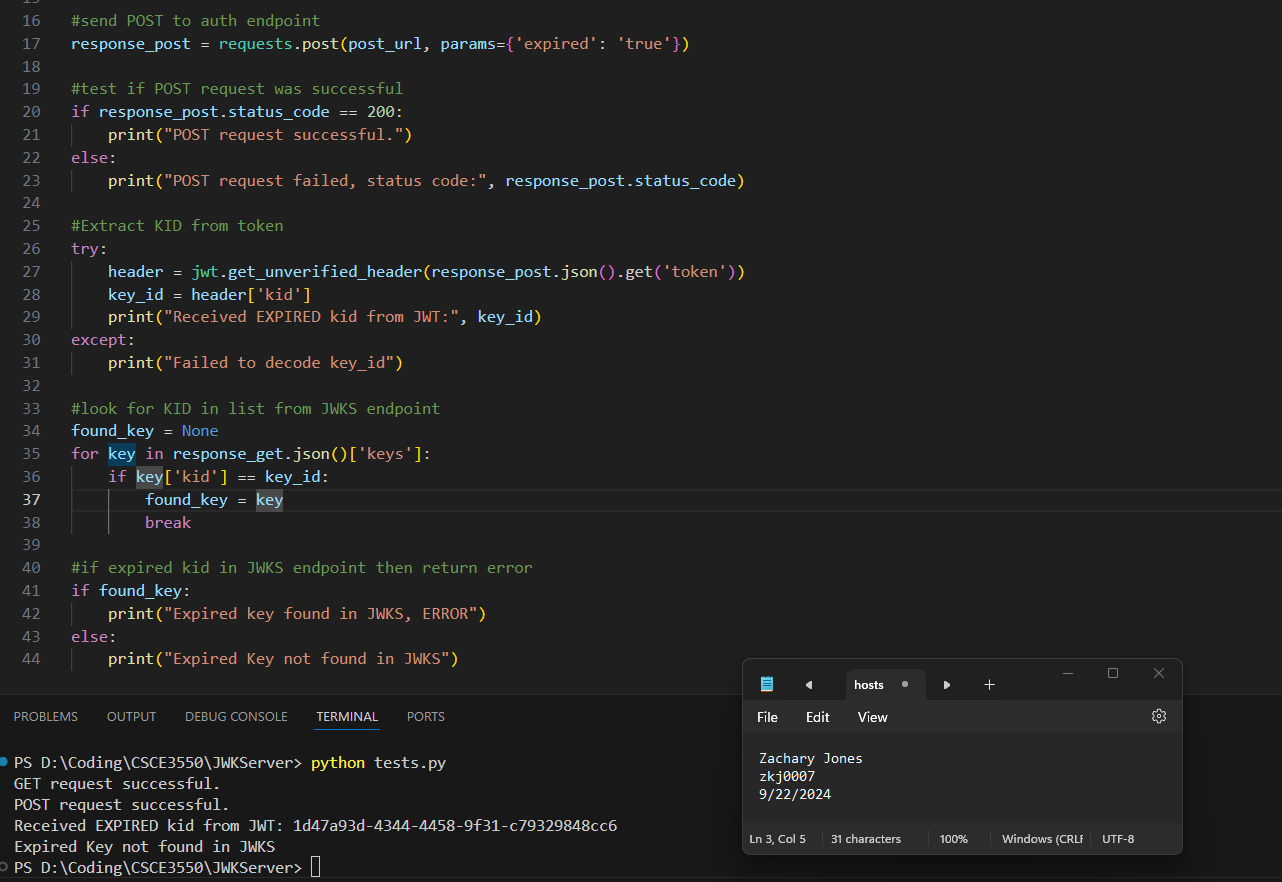 16 #send POST to auth endpoint
17 response_post = requests.post(post_url, params={'expired': 'true'})
18
19 #test if POST request was successful
20 if response_post.status_code == 200:
21     print("POST request successful.")
22 else:
23     print("POST request failed, status code:", response_post.status_code)
24
25 #Extract KID from token
26 try:
27     header = jwt.get_unverified_header(response_post.json().get('token'))
28     key_id = header['kid']
29     print("Received EXPIRED kid from JWT:", key_id)
30 except:
31     print("Failed to decode key_id")
32
33 #look for KID in list from JWKS endpoint
34 found_key = None
35 for key in response_get.json()['keys']:
36     if key['kid'] == key_id:
37         found_key = key
38         break
39
40 #if expired kid in JWKS endpoint then return error
41 if found_key:
42     print("Expired key found in JWKS, ERROR")
43 else:
44     print("Expired Key not found in JWKS")
PROBLEMS OUTPUT DEBUG CONSOLE TERMINAL PORTS
PS D:\Coding\CSCE3550\JWKServer> python tests.py
GET request successful.
POST request successful.
Received EXPIRED kid from JWT: 1d47a93d-4344-4458-9f31-c79329848cc6
Expired Key not found in JWKS
PS D:\Coding\CSCE3550\JWKServer>
hosts
File Edit View
Zachary Jones
zkj0007
9/22/2024
Ln 3, Col 5 31 characters 100% Windows (CRLF UTF-8